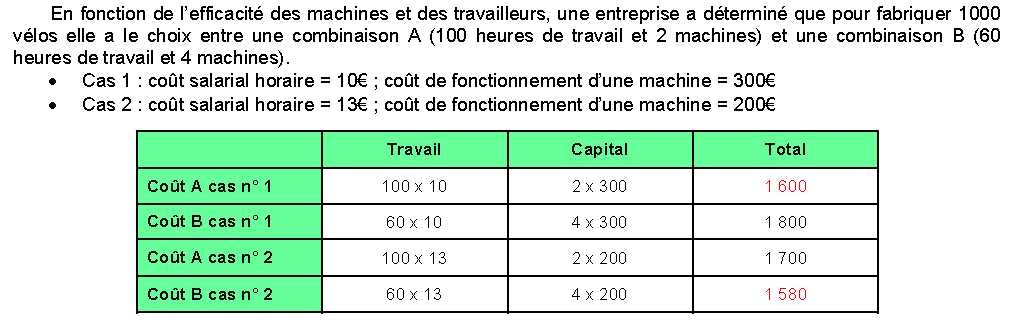 En fonction de l'efficacité des machines et des travailleurs, une entreprise a déterminé que pour fabriquer 1000
vélos elle a le choix entre une combinaison A (100 heures de travail et 2 machines) et une combinaison B (60
heures de travail et 4 machines).
• Cas 1 : coût salarial horaire = 10€ ; coût de fonctionnement d'une machine = 300€
• Cas 2 : coût salarial horaire = 13€ ; coût de fonctionnement d'une machine = 200€
Travail Capital Total
Coût A cas n° 1 100 x 10 2 x 300 1 600
Coût B cas n° 1 60 x 10 4 x 300 1 800
Coût A cas n° 2 100 x 13 2 x 200 1 700
Coût B cas n° 2 60 x 13 4 x 200 1 580